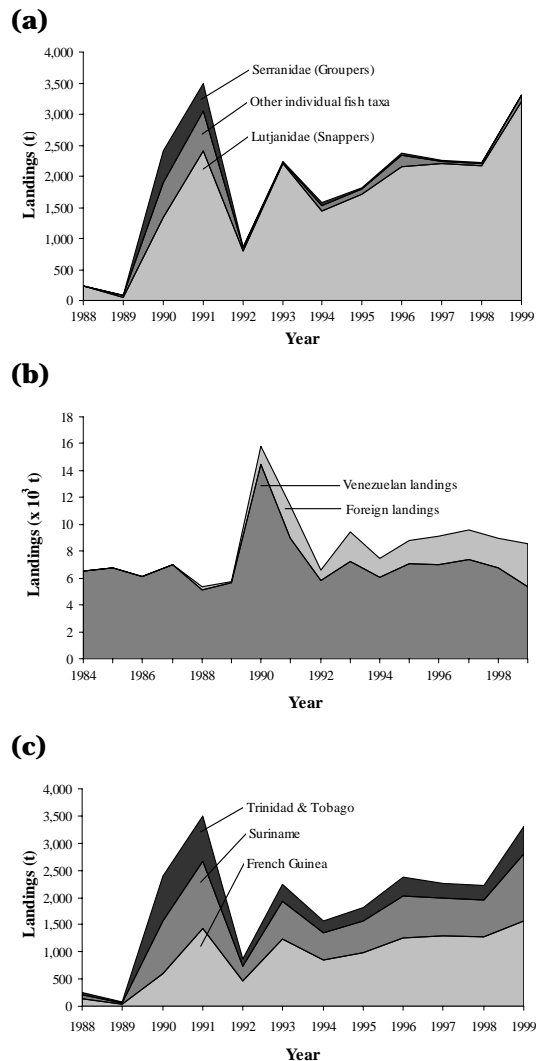 (a)
4,000
3,500
3,000
2,500
2,000
1,500
1,000
500
0
Landings (t)
Serranidae (Groupers)
Other individual fish taxa
Lutjanidae (Snappers)
1988 1989 1990 1991 1992 1993 1994 1995 1996 1997 1998 1999
Year
(b)
18
16
14
12
10
8
6
4
2
0
Landings (x 10³ t)
Venezuelan landings
Foreign landings
1984 1986 1988 1990 1992 1994 1996 1998
Year
(c)
4,000
3,500
3,000
2,500
2,000
1,500
1,000
500
0
Landings (t)
Trinidad & Tobago
Suriname
French Guinea
1988 1989 1990 1991 1992 1993 1994 1995 1996 1997 1998 1999
Year